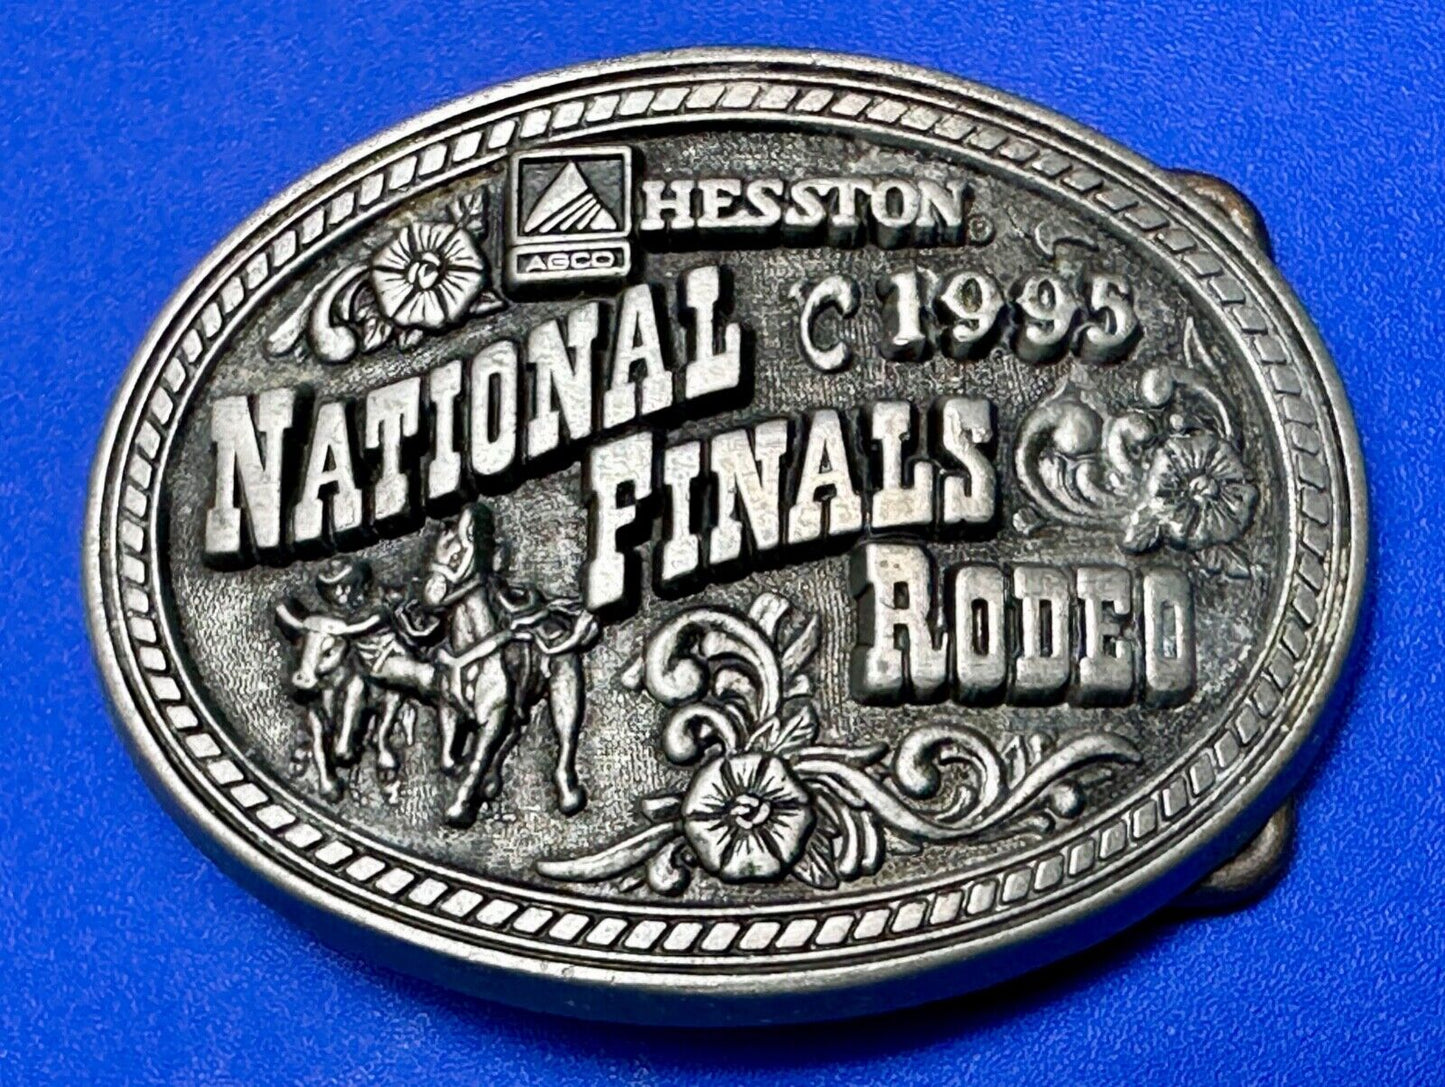 HESSTON®
AGCO
1995
NATIONAL
FINALS
RODEO